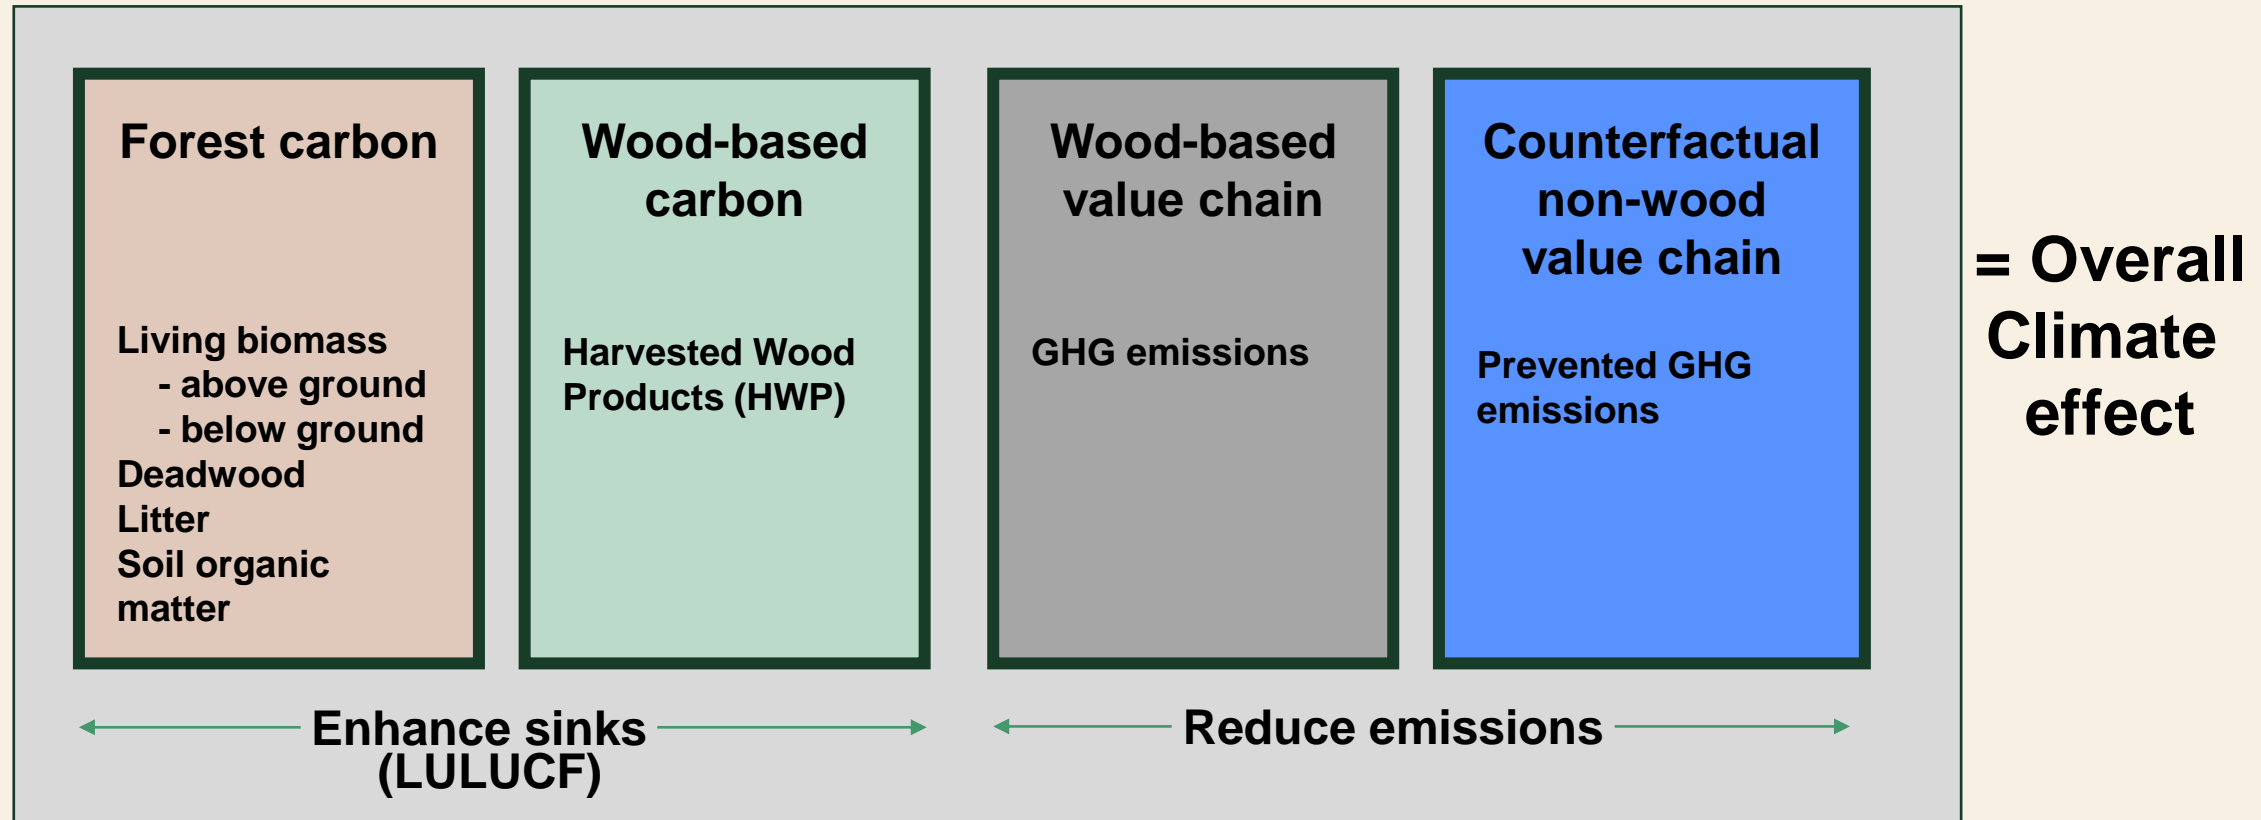 Forest carbon
Living biomass
- above ground
- below ground
Deadwood
Litter
Soil organic
matter
Wood-based
carbon
Harvested Wood
Products (HWP)
Wood-based
value chain
GHG emissions
Counterfactual
non-wood
value chain
Prevented GHG
emissions
Enhance sinks
(LULUCF)
Reduce emissions
= Overall
Climate
effect